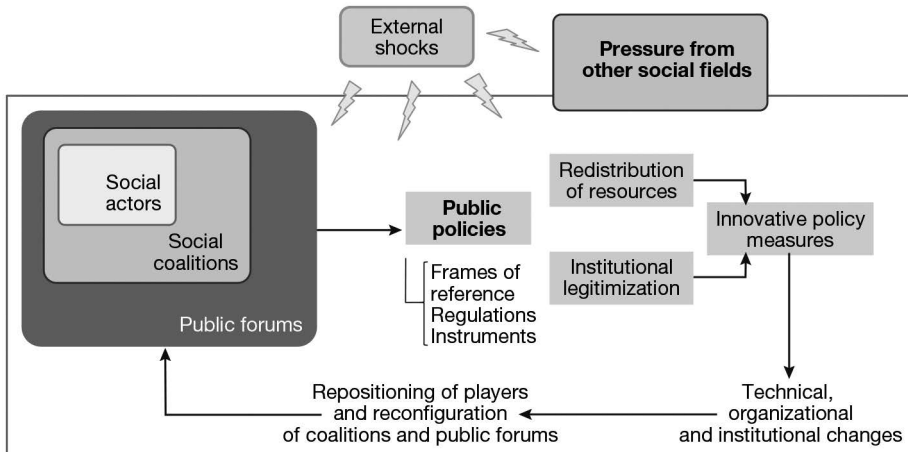 External
shocks
Pressure from
other social fields
Social
actors
Social
coalitions
Public forums
Public
policies
Frames of
reference
Regulations
Instruments
Redistribution
of resources
Institutional
legitimization
Innovative policy
measures
Technical,
organizational
and institutional changes
Repositioning of players
and reconfiguration
of coalitions and public forums